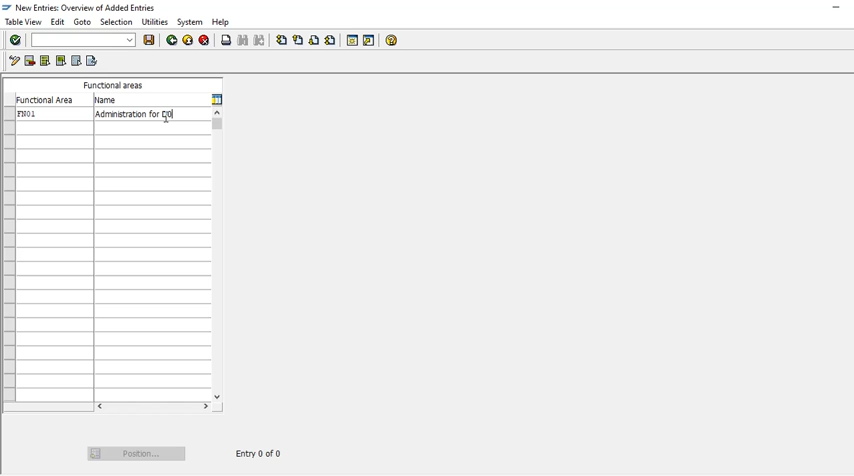 New Entries: Overview of Added Entries
Table View Edit Goto Selection Utilities System Help
Functional areas
Functional Area Name
FN01 Administration for
Position...
Entry 0 of 0